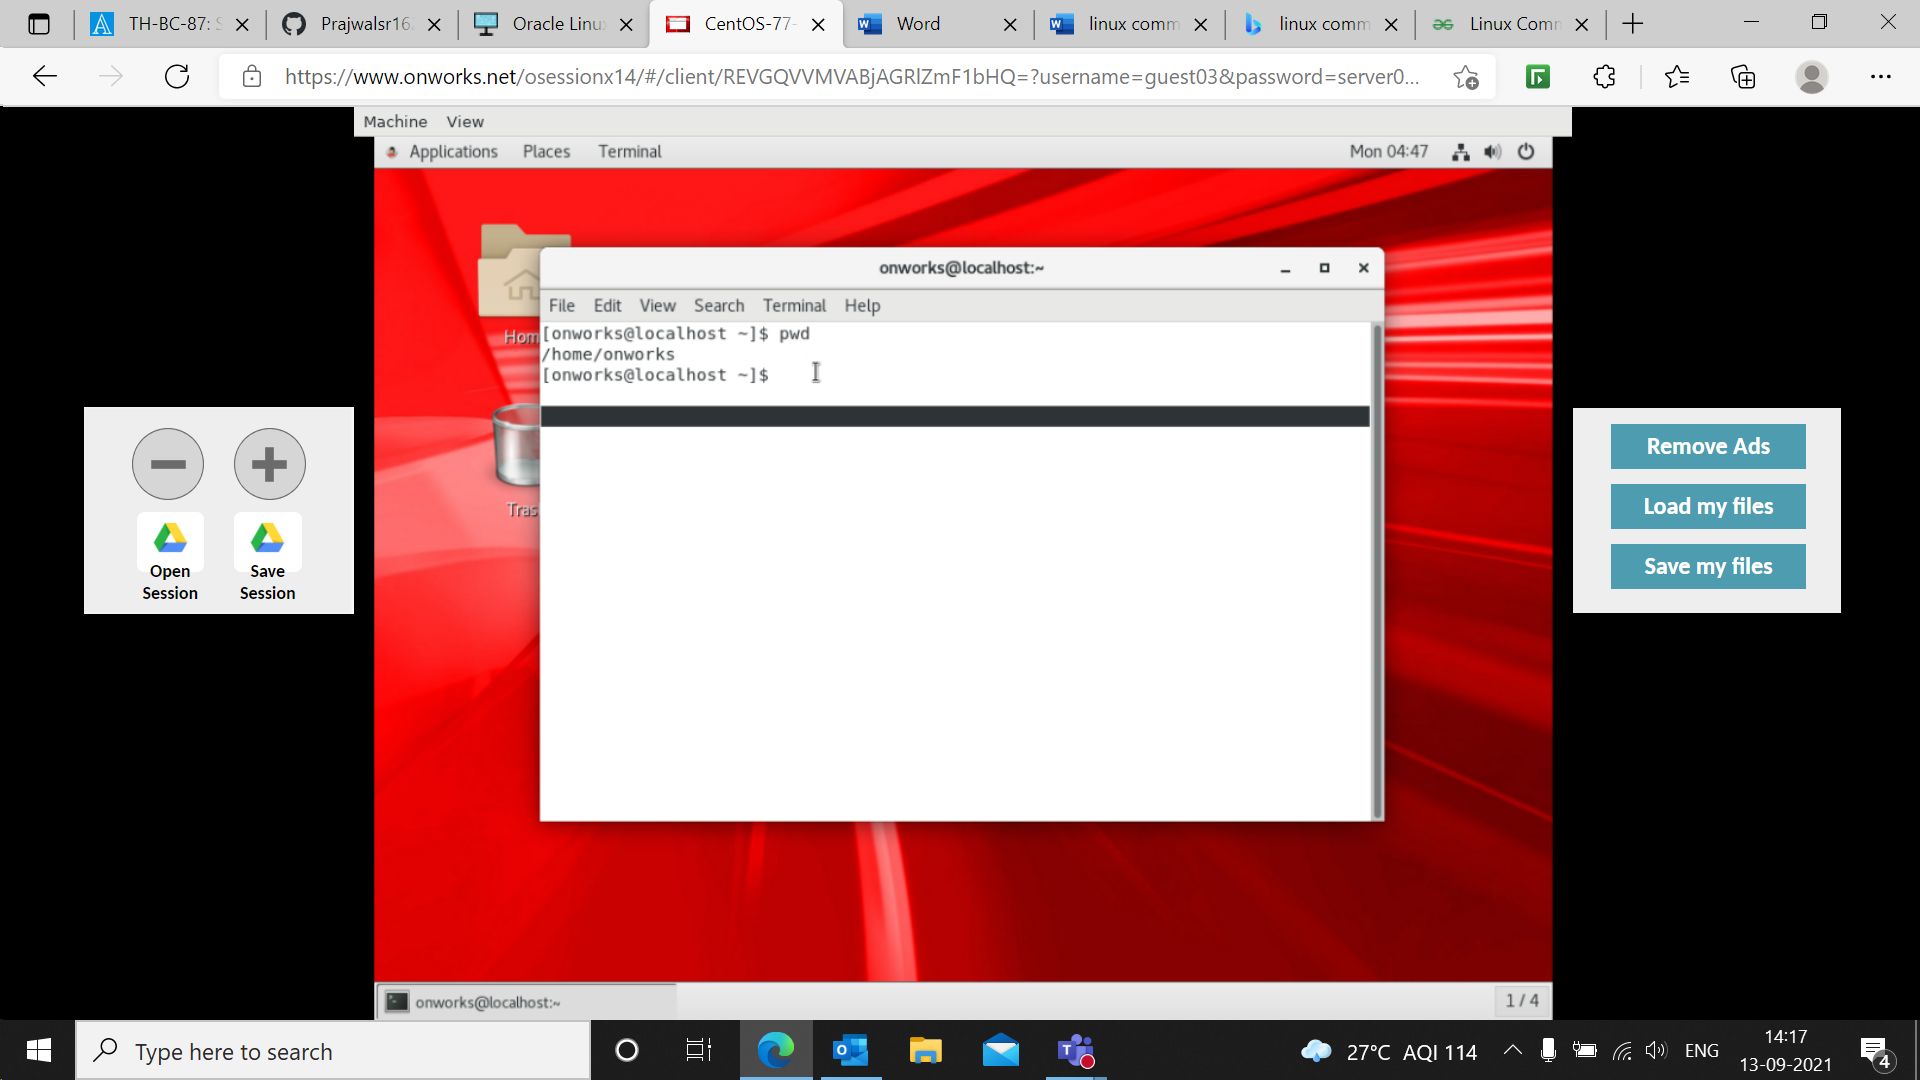 TH-BC-87: S
Prajwalsr16
Oracle Linu
CentOS-77-
Word
linux comm
linux comm
Linux Com
https://www.onworks.net/osessionx14/#/client/REVGQVVMVABjAGRlZmF1bHQ=?username=guest03&password=server0...
Machine View
Applications Places Terminal
Mon 04:47
Hom
Tras
onworks@localhost:~
File Edit View Search Terminal Help
[onworks@localhost ~]$ pwd
/home/onworks
[onworks@localhost ~]$
Open
Session
Save
Session
Remove Ads
Load my files
Save my files
onworks@localhost:~
1 / 4
Type here to search
27°C AQI 114
ENG
14:17
13-09-2021
4